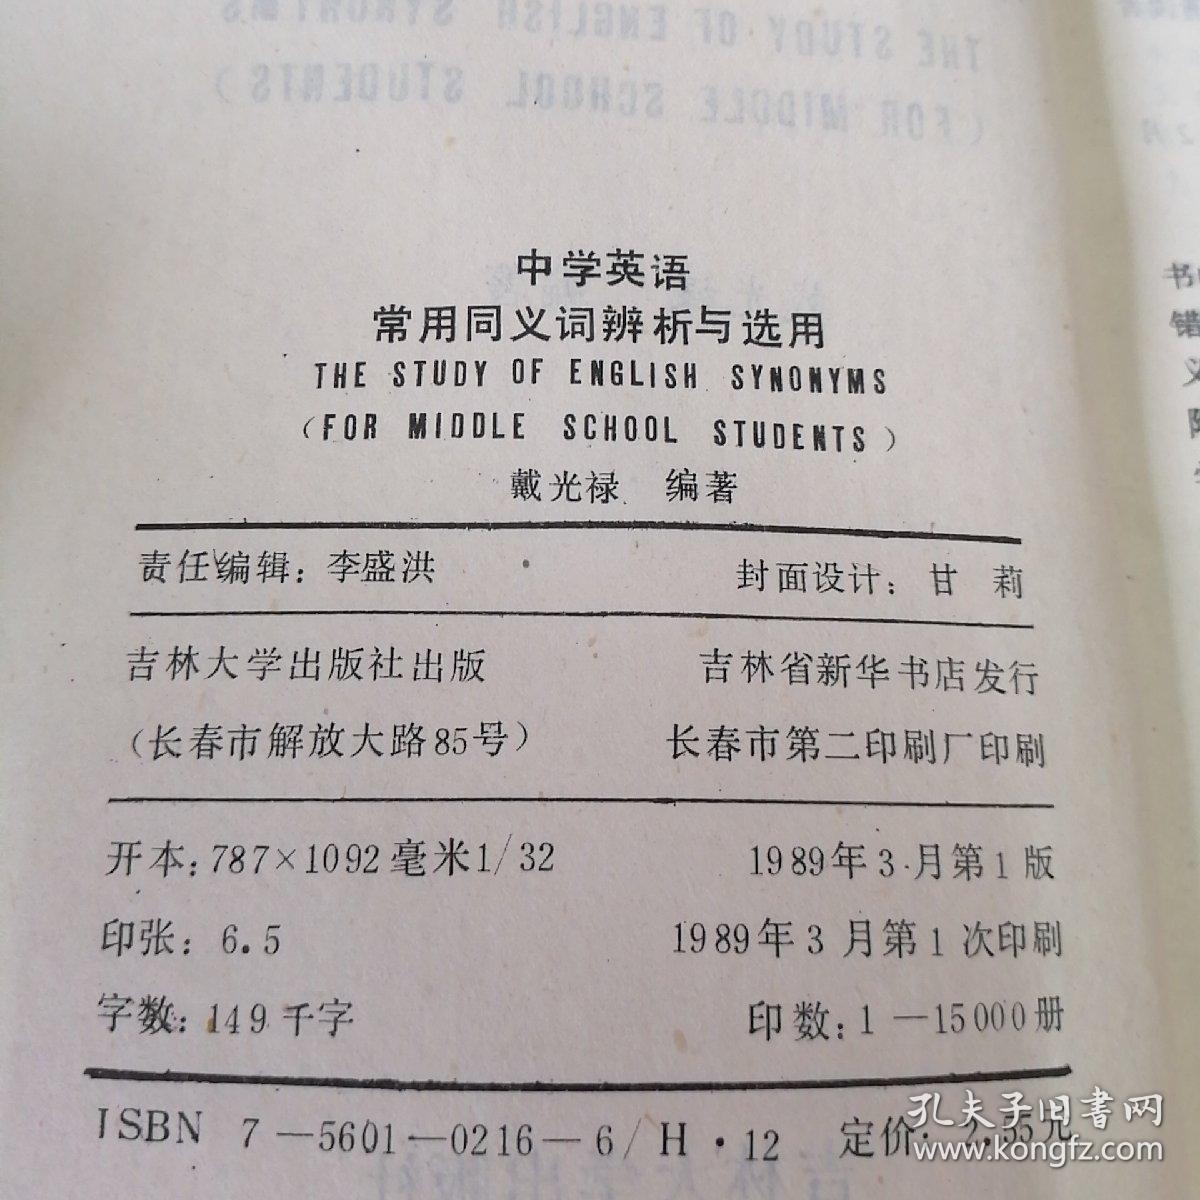 中学英语
常用同义词辨析与选用
THE STUDY OF ENGLISH SYNONYMS
(FOR MIDDLE SCHOOL STUDENTS)
戴光禄 编著
责任编辑：李盛洪 封面设计：甘 莉
吉林大学出版社出版 吉林省新华书店发行
（长春市解放大路85号） 长春市第二印刷厂印刷
开本：787×1092毫米1/32 1989年3月第1版
印张：6.5 1989年3月第1次印刷
字数：149千字 印数：1—15000册
ISBN 7—5601—0216—6/H·12 定价：2.55元
孔夫子旧书网
www.kongfz.com